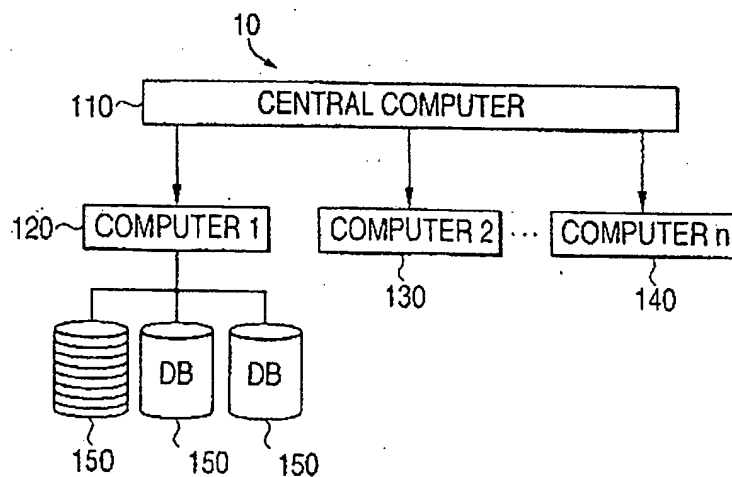 10
110 CENTRAL COMPUTER
120 COMPUTER 1 COMPUTER 2 ... COMPUTER n
130 140
DB DB
150 150 150